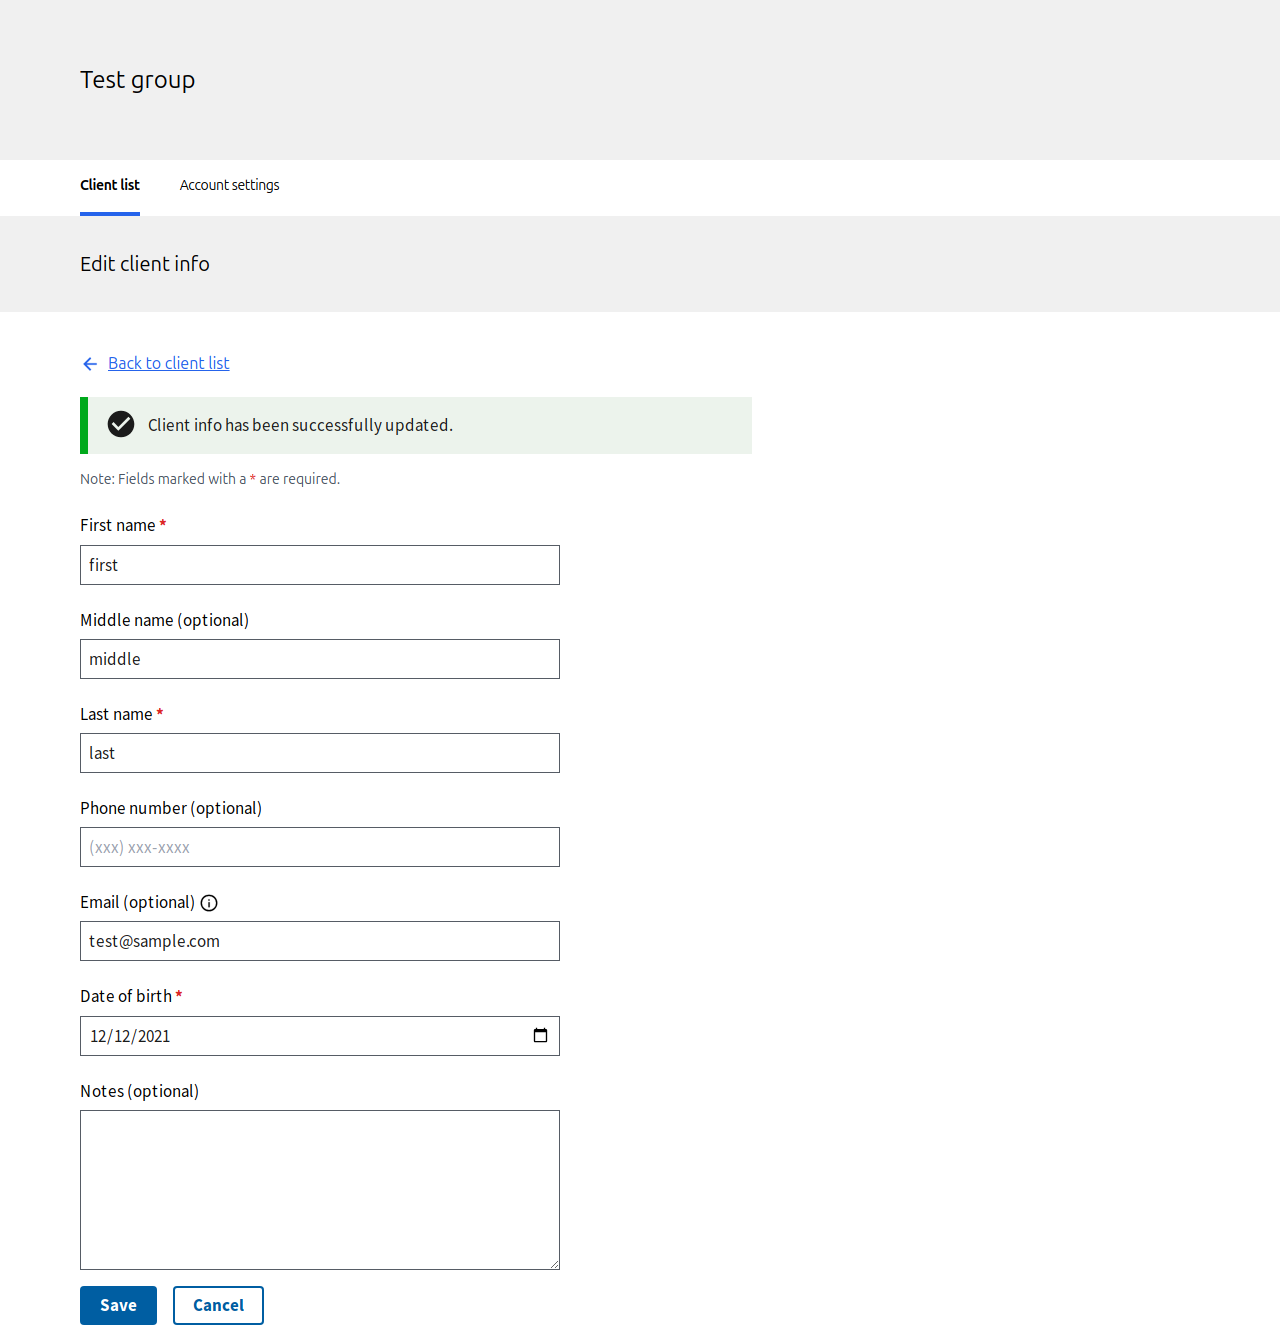 Test group
Client list Account settings
Edit client info
Back to client list
Client info has been successfully updated.
Note: Fields marked with a * are required.
First name *
first
Middle name (optional)
middle
Last name *
last
Phone number (optional)
(xxx) xxx-xxxx
Email (optional)
test@sample.com
Date of birth *
12/12/2021
Notes (optional)
Save Cancel